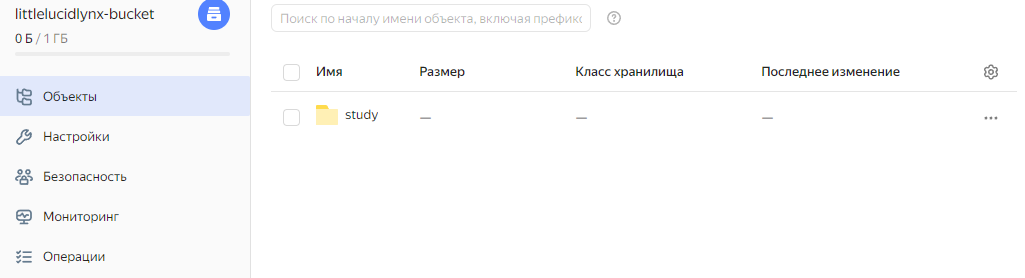 littlelucidlynx-bucket
0 Б / 1 ГБ
Объекты
Настройки
Безопасность
Мониторинг
Операции
Поиск по началу имени объекта, включая префикс
Имя Размер Класс хранилища Последнее изменение
study — — —